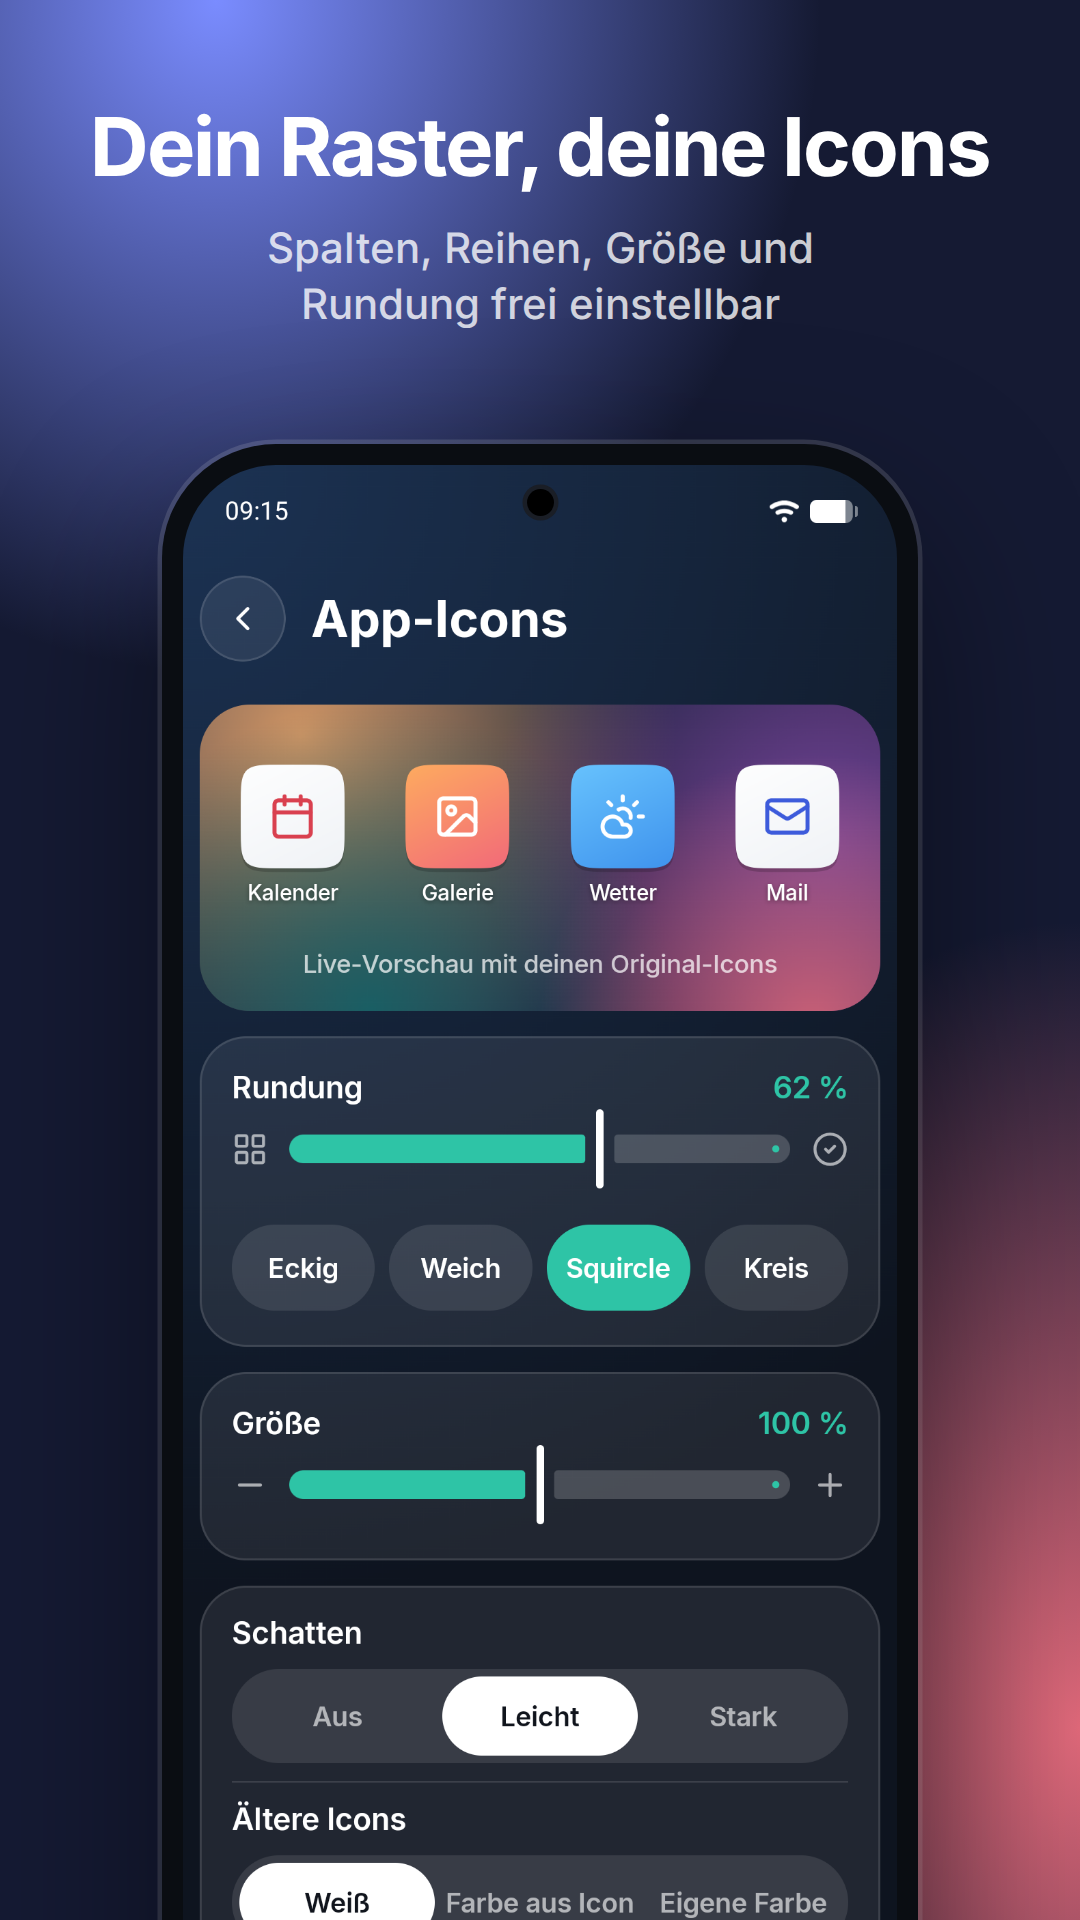 Dein Raster, deine Icons
Spalten, Reihen, Größe und
Rundung frei einstellbar
09:15
App-Icons
Kalender Galerie Wetter Mail
Live-Vorschau mit deinen Original-Icons
Rundung 62 %
Eckig Weich Squircle Kreis
Größe 100 %
Schatten
Aus Leicht Stark
Ältere Icons
Weiß Farbe aus Icon Eigene Farbe